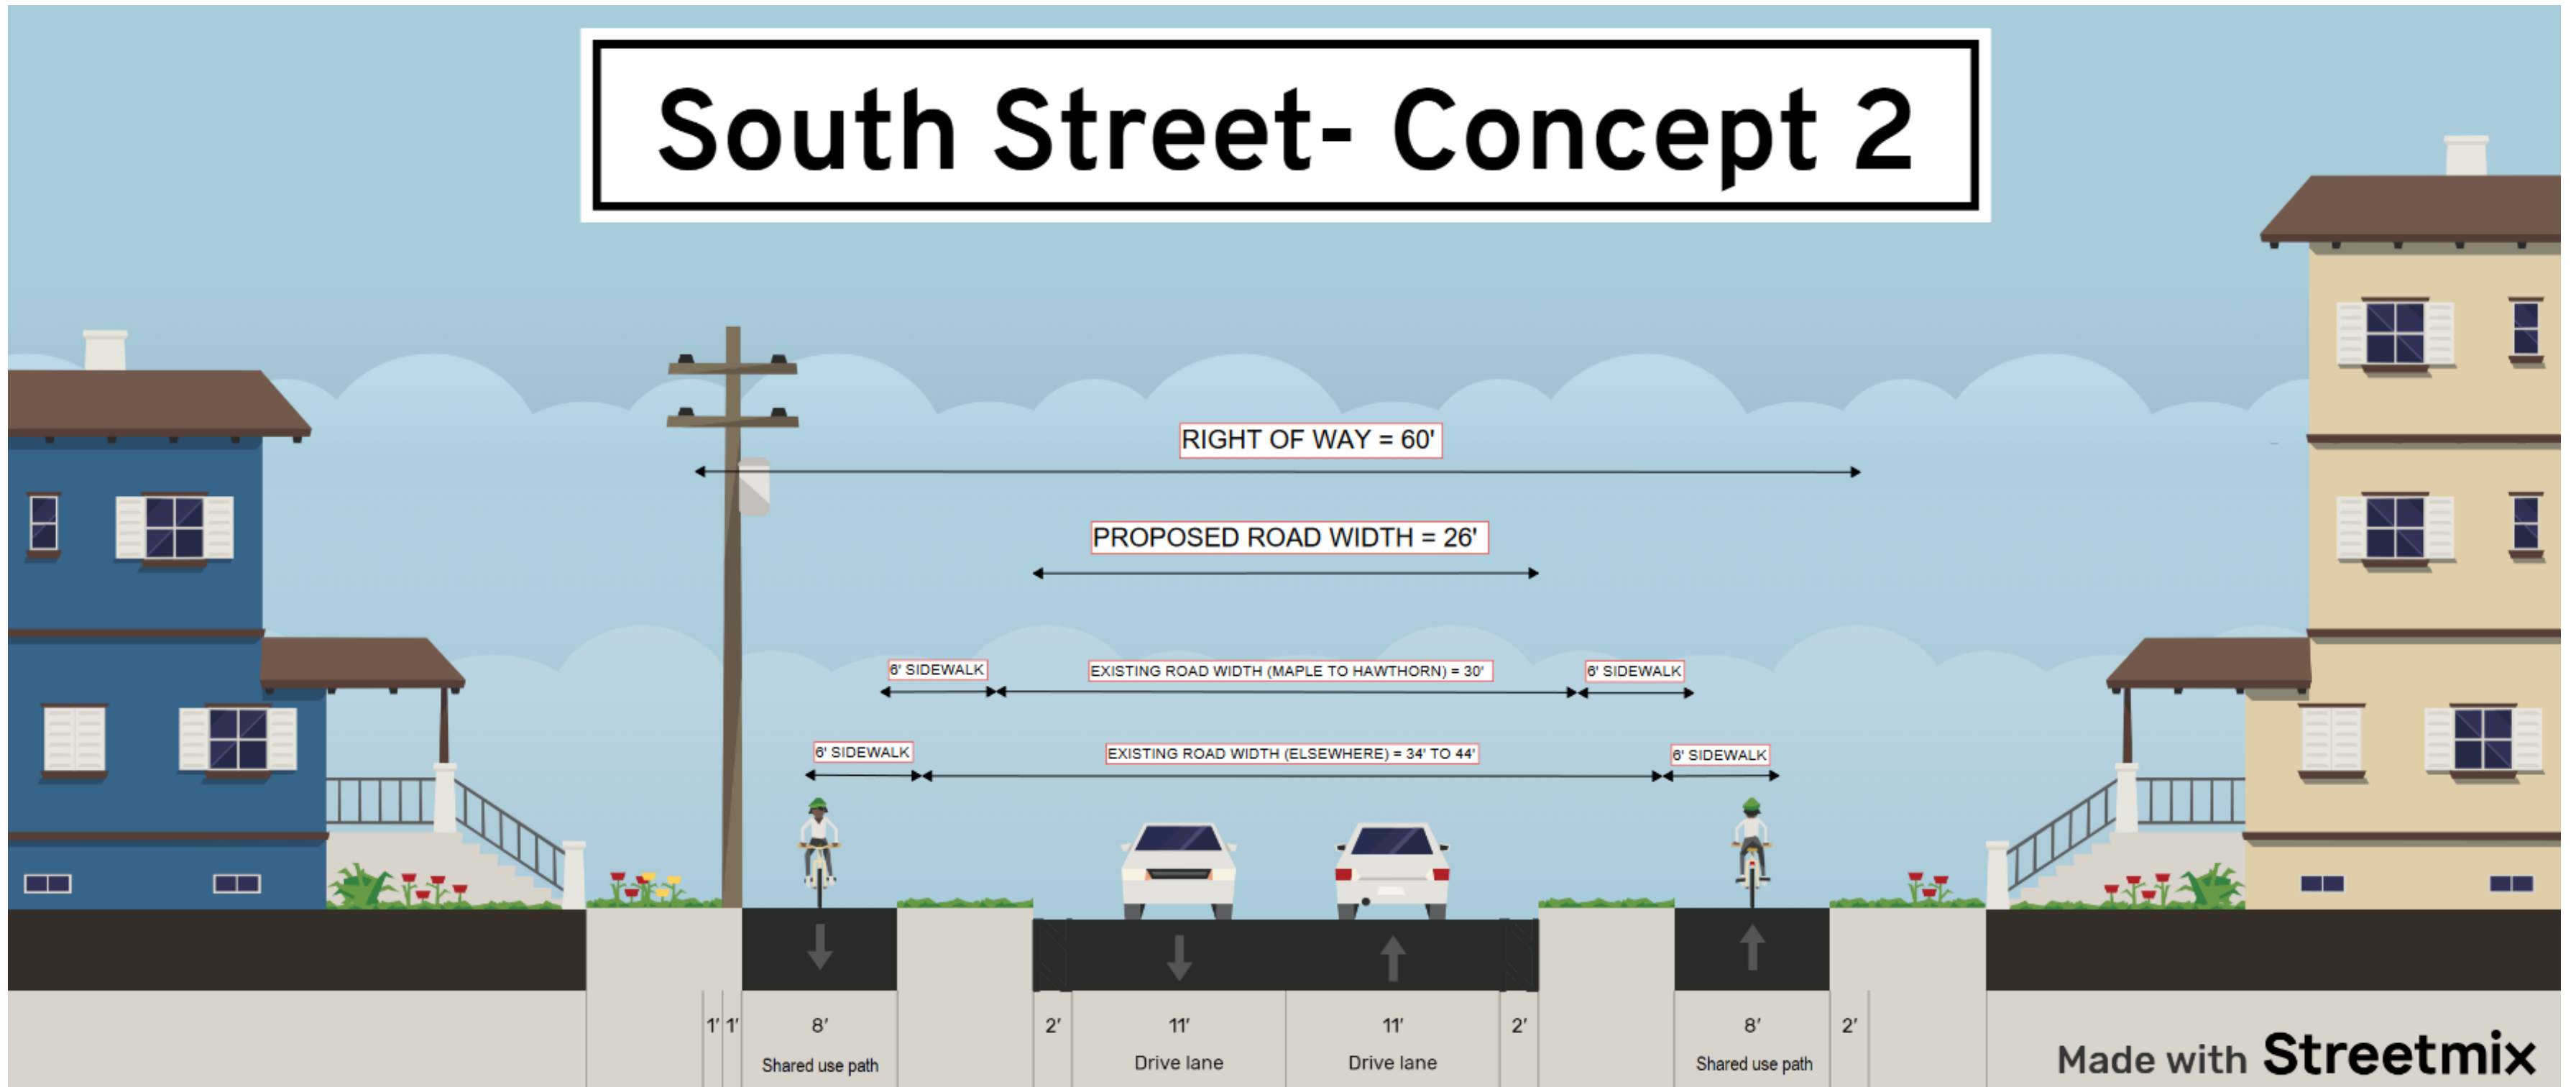 South Street- Concept 2
RIGHT OF WAY = 60'
PROPOSED ROAD WIDTH = 26'
6' SIDEWALK
EXISTING ROAD WIDTH (MAPLE TO HAWTHORN) = 30'
6' SIDEWALK
6' SIDEWALK
EXISTING ROAD WIDTH (ELSEWHERE) = 34' TO 44'
6' SIDEWALK
1' 1' 8' 2' 11' 11' 2' 8' 2'
Shared use path Drive lane Drive lane Shared use path
Made with Streetmix